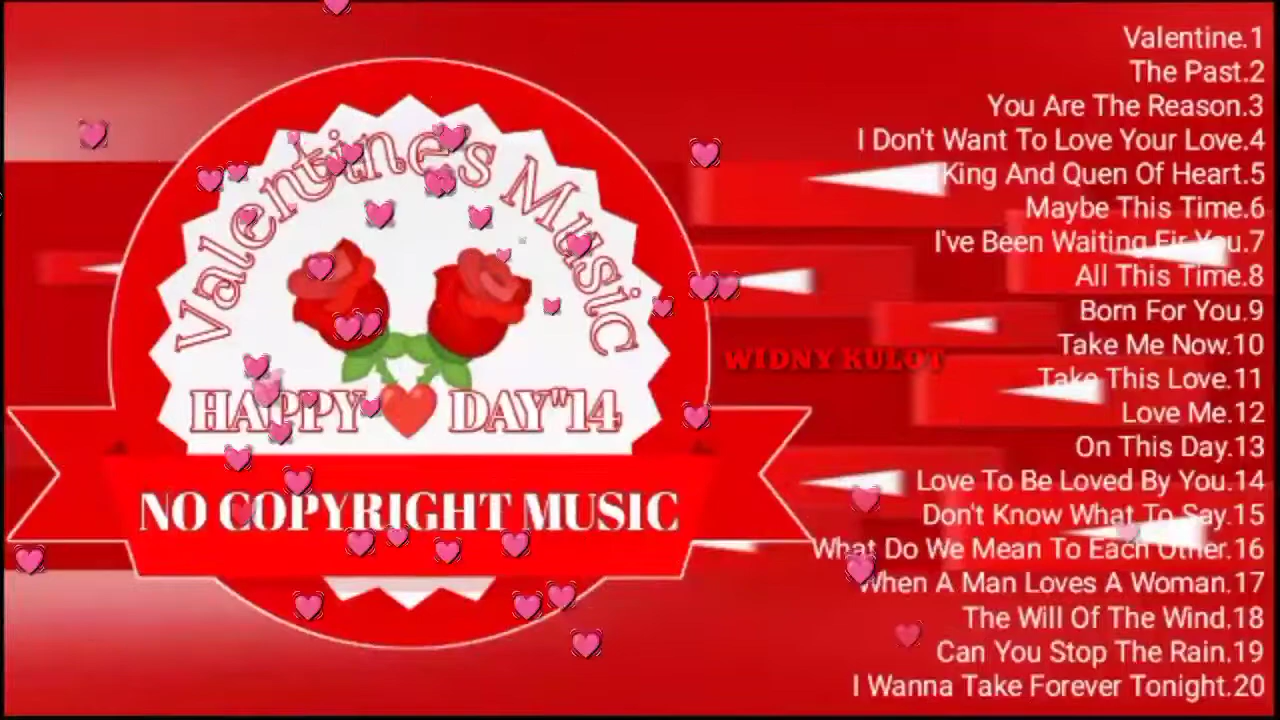 Valentines Music
HAPPY DAY"14
NO COPYRIGHT MUSIC
WIDNY KULOT
Valentine.1
The Past.2
You Are The Reason.3
I Don't Want To Love Your Love.4
King And Quen Of Heart.5
Maybe This Time.6
I've Been Waiting Fir You.7
All This Time.8
Born For You.9
Take Me Now.10
Take This Love.11
Love Me.12
On This Day.13
Love To Be Loved By You.14
Don't Know What To Say.15
What Do We Mean To Each Other.16
When A Man Loves A Woman.17
The Will Of The Wind.18
Can You Stop The Rain.19
I Wanna Take Forever Tonight.20